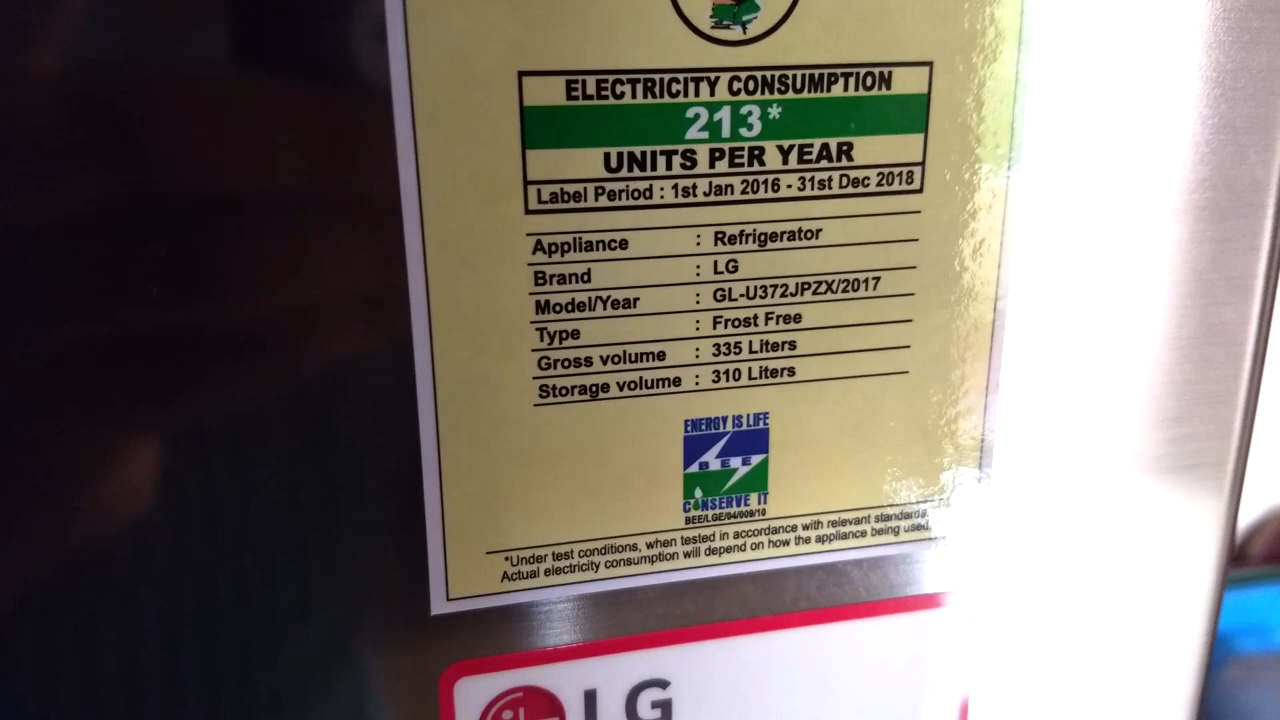 ELECTRICITY CONSUMPTION
213*
UNITS PER YEAR
Label Period : 1st Jan 2016 - 31st Dec 2018
Appliance : Refrigerator
Brand : LG
Model/Year : GL-U372JPZX/2017
Type : Frost Free
Gross volume : 335 Liters
Storage volume : 310 Liters
ENERGY IS LIFE
BEE
CONSERVE IT
BEE/LGE/04/009/10
*Under test conditions, when tested in accordance with relevant standards.
Actual electricity consumption will depend on how the appliance being used.
LG